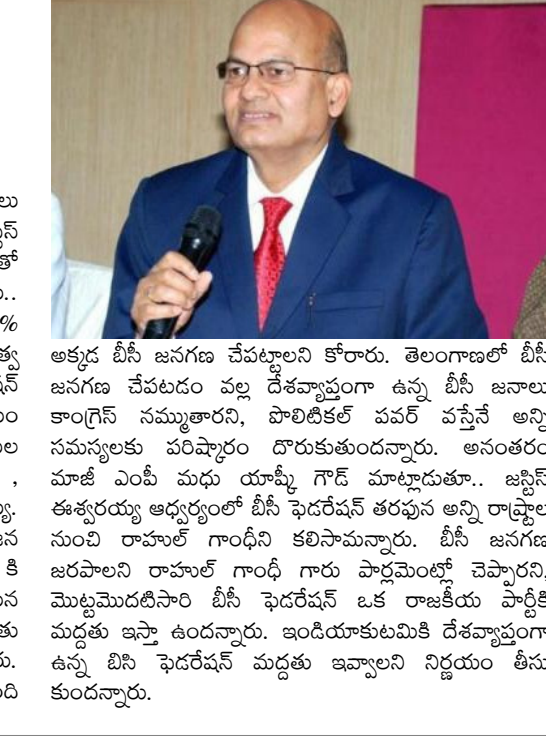 లు
తో
%
త్వ
అక్కడ బీసీ జనగణ చేపట్టాలని కోరారు. తెలంగాణలో బీసీ
జనగణ చేపటడం వల్ల దేశవ్యాప్తంగా ఉన్న బీసీ జనాలు
కాంగ్రెస్ నమ్ముతారని, పొలిటికల్ పవర్ వస్తేనే అన్ని
సమస్యలకు పరిష్కారం దొరుకుతుందన్నారు. అనంతరం
మాజీ ఎంపీ మధు యాష్కీ గౌడ్ మాట్లాడుతూ.. జస్టిస్
ఈశ్వరయ్య ఆధ్వర్యంలో బీసీ ఫెడరేషన్ తరఫున అన్ని రాష్ట్రాల
నుంచి రాహుల్ గాంధీని కలిసామన్నారు. బీసీ జనగణ
జరపాలని రాహుల్ గాంధీ గారు పార్లమెంట్లో చెప్పారని,
మొట్టమొదటిసారి బీసీ ఫెడరేషన్ ఒక రాజకీయ పార్టీకి
మద్దతు ఇస్తా ఉందన్నారు. ఇండియాకుటమికి దేశవ్యాప్తంగా
ఉన్న బిసి ఫెడరేషన్ మద్దతు ఇవ్వాలని నిర్ణయం తీసు
కుందన్నారు.